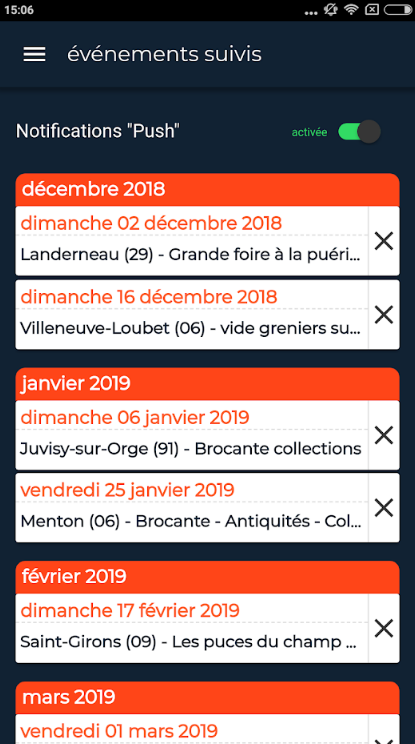 15:06
événements suivis
Notifications "Push"
activée
décembre 2018
dimanche 02 décembre 2018
Landerneau (29) - Grande foire à la puéri...
dimanche 16 décembre 2018
Villeneuve-Loubet (06) - vide greniers su...
janvier 2019
dimanche 06 janvier 2019
Juvisy-sur-Orge (91) - Brocante collections
vendredi 25 janvier 2019
Menton (06) - Brocante - Antiquités - Col...
février 2019
dimanche 17 février 2019
Saint-Girons (09) - Les puces du champ ...
mars 2019
vendredi 01 mars 2019